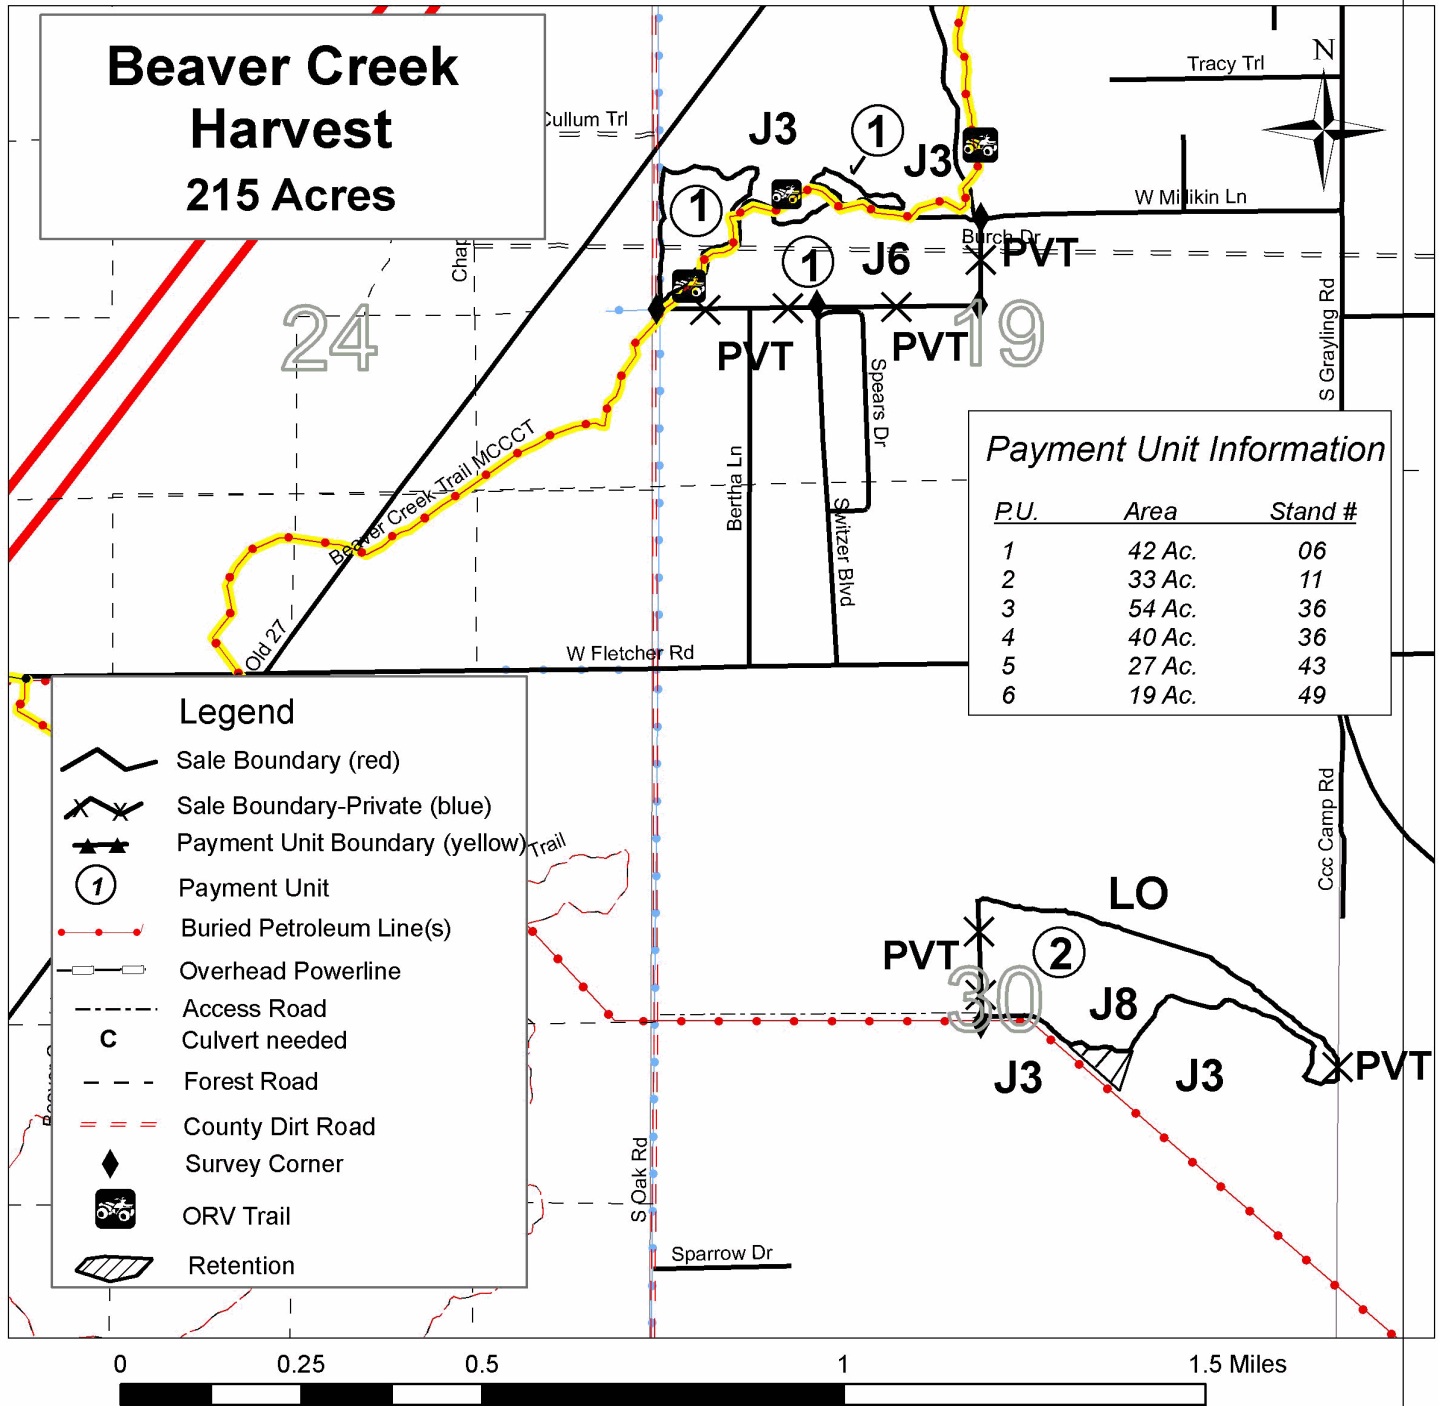 Beaver Creek
Harvest
215 Acres
Cullum Trl
Tracy Trl
N
J3
1
J3
W Millikin Ln
1
Burch Dr
PVT
Chap
1
J6
24
19
PVT
PVT
S Grayling Rd
Spears Dr
Beaver Creek Trail MCCCT
Bertha Ln
Switzer Blvd
Old 27
W Fletcher Rd
Payment Unit Information
P.U. Area Stand #
1 42 Ac. 06
2 33 Ac. 11
3 54 Ac. 36
4 40 Ac. 36
5 27 Ac. 43
6 19 Ac. 49
Legend
Sale Boundary (red)
Sale Boundary-Private (blue)
Payment Unit Boundary (yellow)
1 Payment Unit
Buried Petroleum Line(s)
Overhead Powerline
Access Road
C Culvert needed
Forest Road
County Dirt Road
Survey Corner
ORV Trail
Retention
Trail
Ccc Camp Rd
LO
PVT
2
30
J8
J3
J3
PVT
S Oak Rd
Sparrow Dr
0 0.25 0.5 1 1.5 Miles